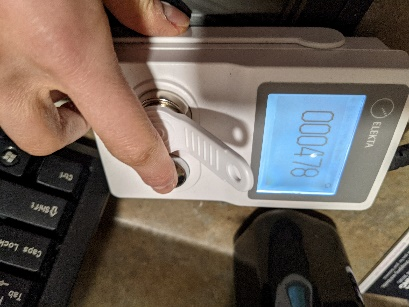 ELEKTA
000478
Ctrl
Shift
Caps Lock
Tab